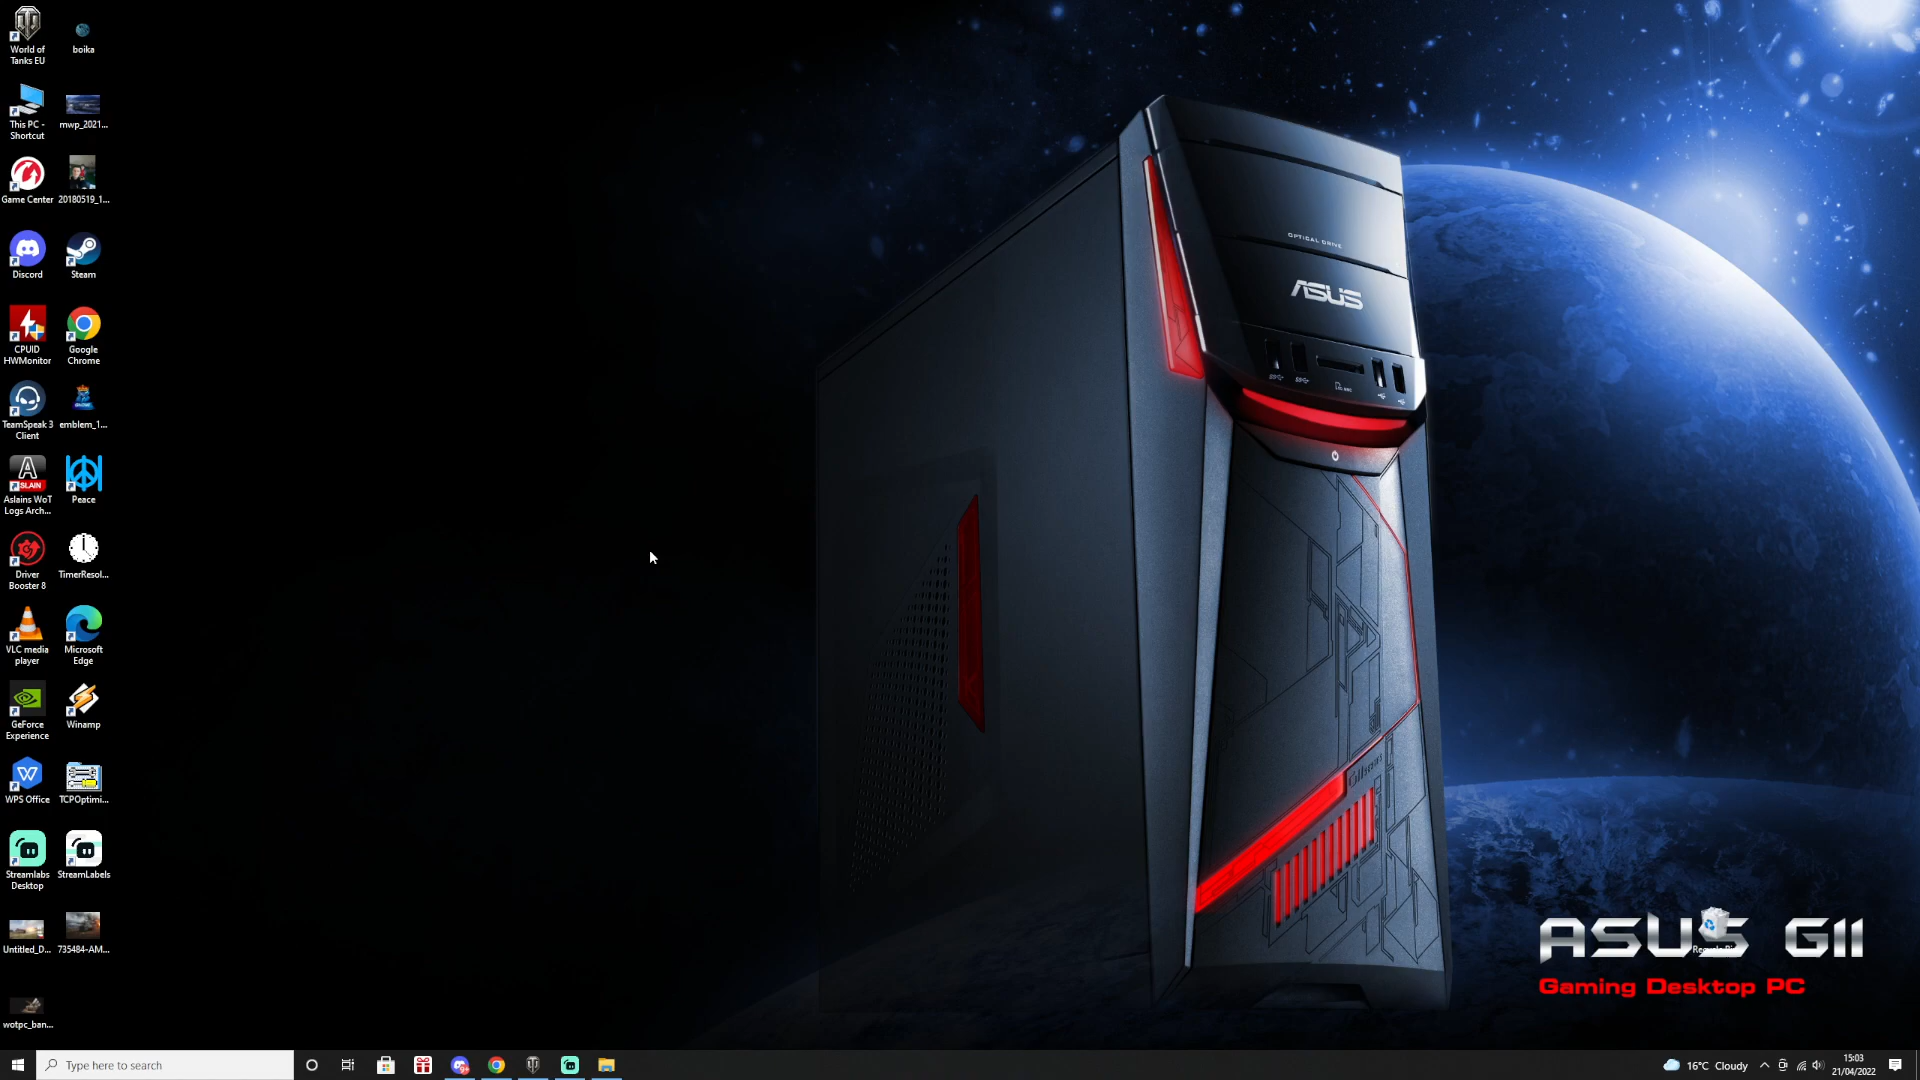 World of
Tanks EU
boika
This PC -
Shortcut
mwp_2021...
Game Center
20180519_1...
Discord
Steam
CPUID
HWMonitor
Google
Chrome
TeamSpeak 3
Client
emblem_1...
A
SLAIN
Aslains WoT
Logs Arch...
Peace
Driver
Booster 8
TimerResol...
VLC media
player
Microsoft
Edge
GeForce
Experience
Winamp
WPS Office
TCPOptimi...
Streamlabs
Desktop
StreamLabels
Untitled_D...
735484-AM...
wotpc_ban...
OPTICAL DRIVE
ASUS
ASUS G11
Gaming Desktop PC
Type here to search
16°C Cloudy
15:03
21/04/2022